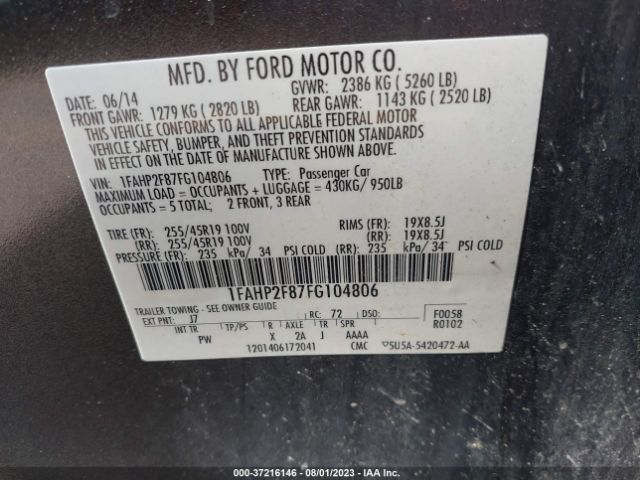 MFD. BY FORD MOTOR CO.
DATE: 06/14 GVWR: 2386 KG ( 5260 LB)
FRONT GAWR: 1279 KG ( 2820 LB) REAR GAWR: 1143 KG ( 2520 LB)
THIS VEHICLE CONFORMS TO ALL APPLICABLE FEDERAL MOTOR
VEHICLE SAFETY, BUMPER, AND THEFT PREVENTION STANDARDS
IN EFFECT ON THE DATE OF MANUFACTURE SHOWN ABOVE.
VIN: 1FAHP2F87FG104806 TYPE: Passenger Car
MAXIMUM LOAD = OCCUPANTS + LUGGAGE = 430KG/ 950LB
OCCUPANTS = 5 TOTAL; 2 FRONT, 3 REAR
TIRE (FR): 255/45R19 100V RIMS (FR): 19X8.5J
(RR): 255/45R19 100V (RR): 19X8.5J
PRESSURE (FR): 235 kPa/ 34 PSI COLD (RR): 235 kPa/ 34 PSI COLD
1FAHP2F87FG104806
TRAILER TOWING - SEE OWNER GUIDE
EXT PNT: J7 RC: 72 DSO: F0058
INT TR TP/PS R AXLE TR SPR R0102
PW X 2A J AAAA
1201406172041 CMC ▽SU5A-5420472-AA
000-37216146 - 08/01/2023 - IAA Inc.